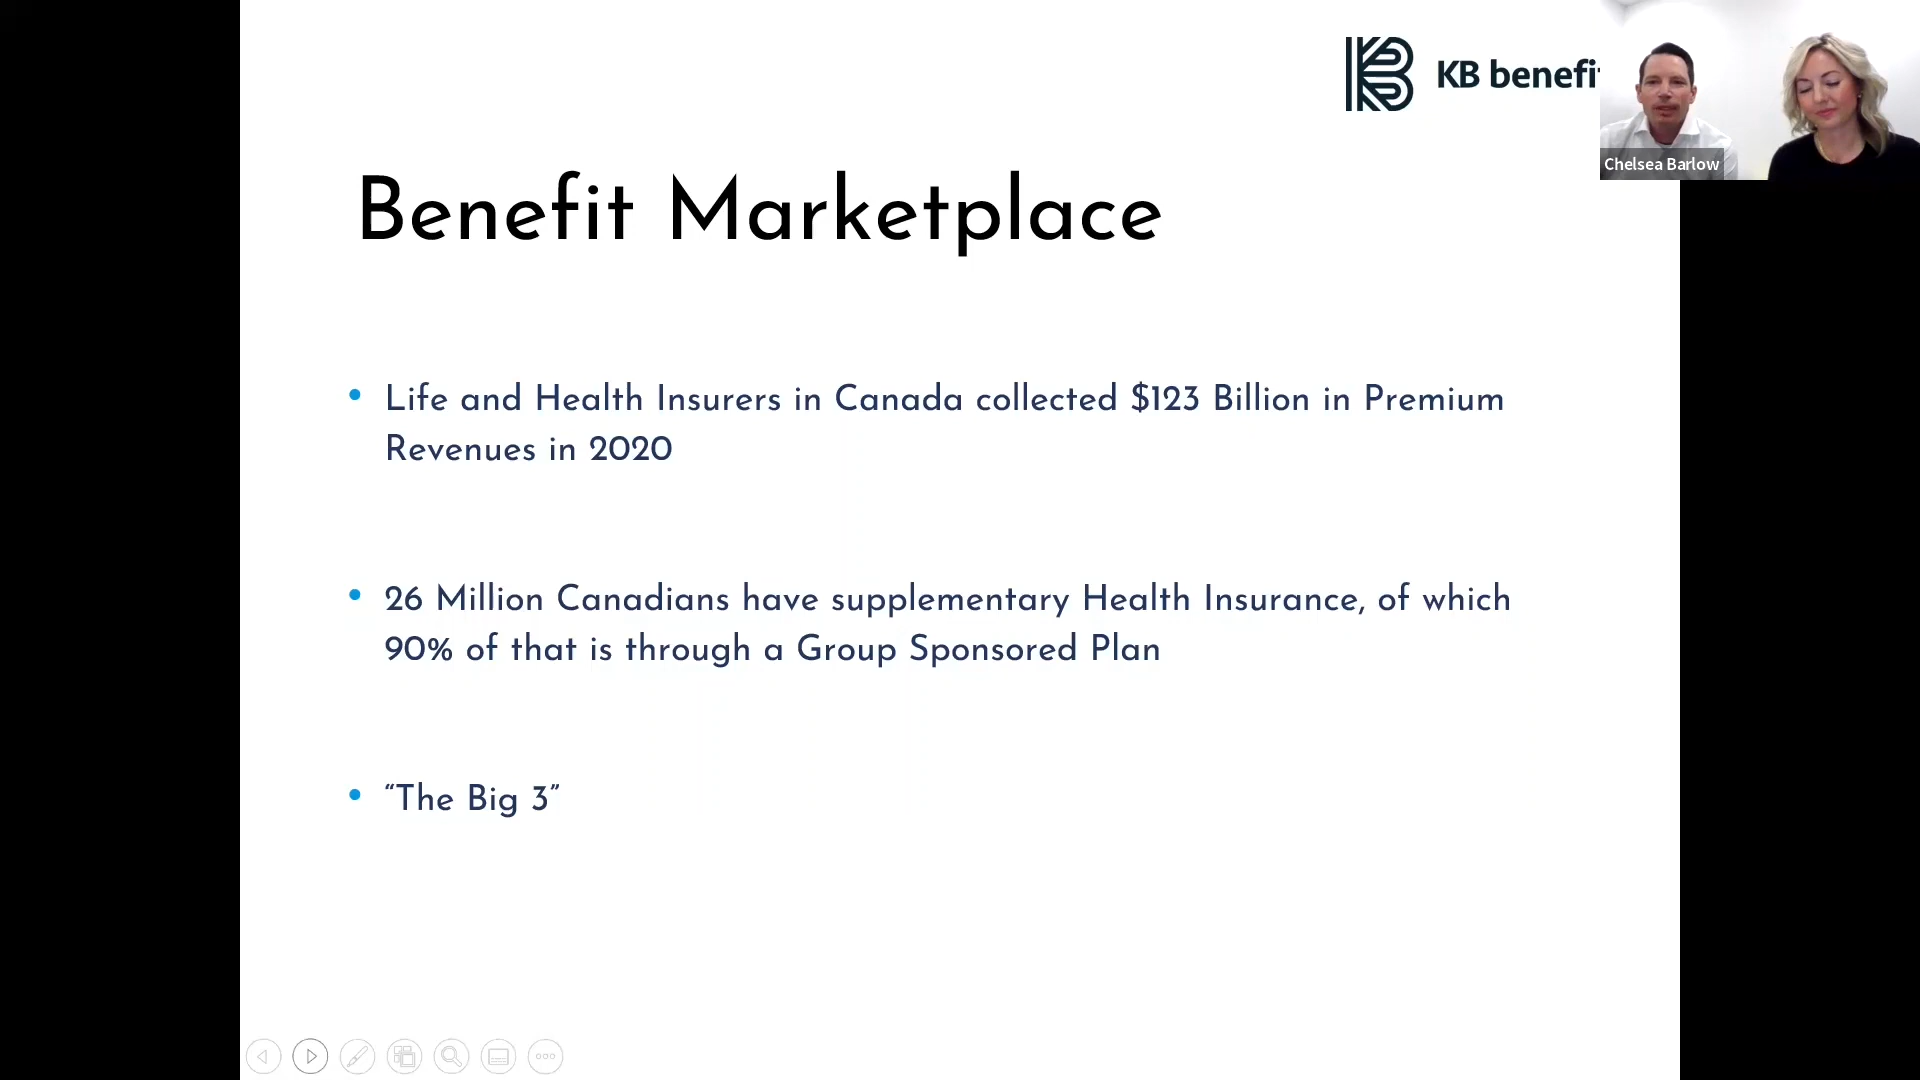 KB benefi
Chelsea Barlow
Benefit Marketplace
• Life and Health Insurers in Canada collected $123 Billion in Premium
Revenues in 2020
• 26 Million Canadians have supplementary Health Insurance, of which
90% of that is through a Group Sponsored Plan
• “The Big 3”